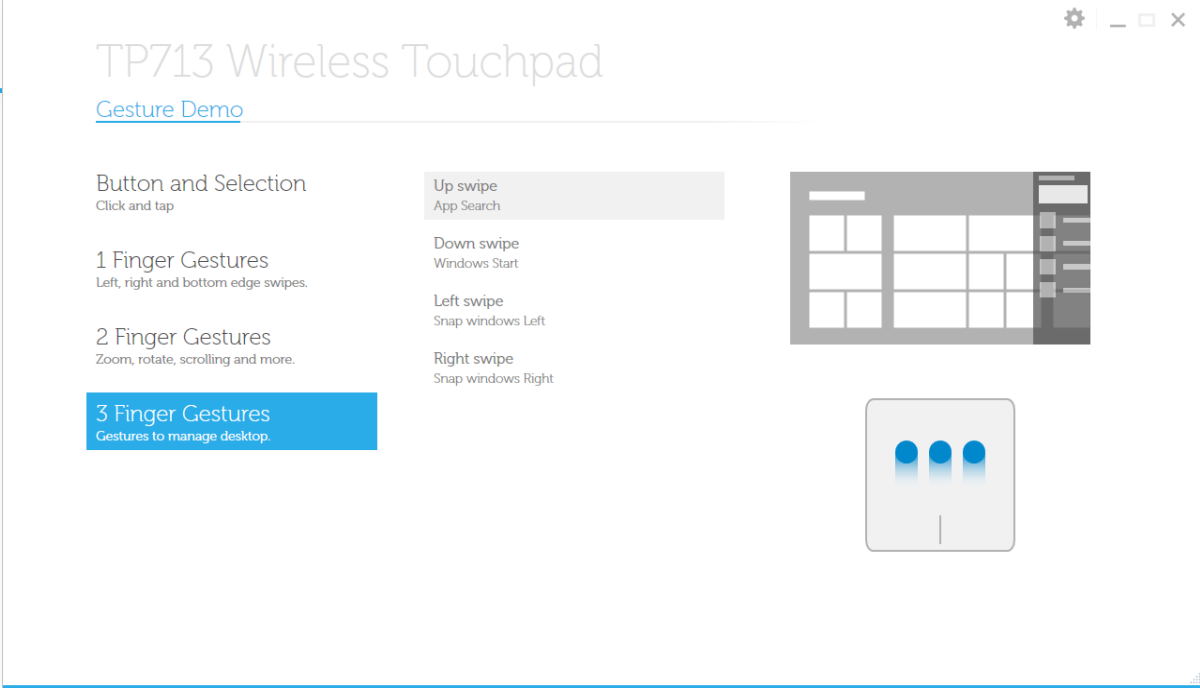 TP713 Wireless Touchpad
Gesture Demo
Button and Selection
Click and tap
1 Finger Gestures
Left, right and bottom edge swipes.
2 Finger Gestures
Zoom, rotate, scrolling and more.
3 Finger Gestures
Gestures to manage desktop.
Up swipe
App Search
Down swipe
Windows Start
Left swipe
Snap windows Left
Right swipe
Snap windows Right